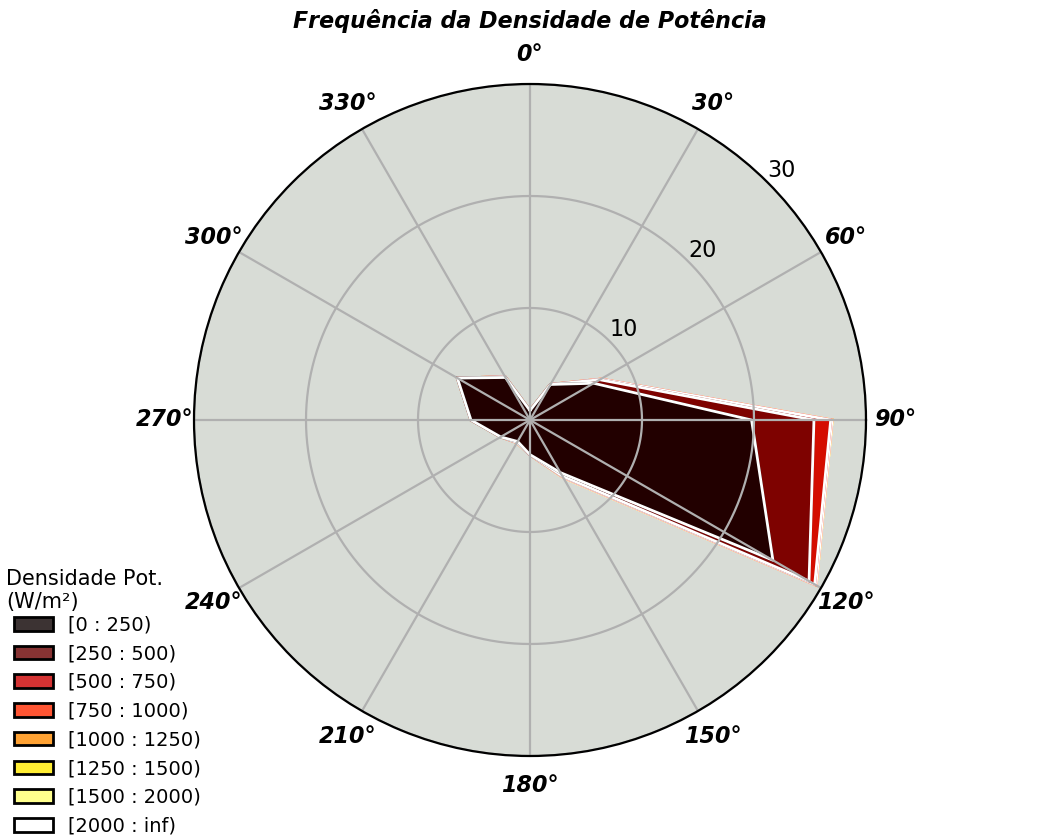 Frequência da Densidade de Potência
0°
330°
30°
30
300°
60°
20
10
270°
90°
240°
120°
210°
150°
180°
Densidade Pot.
(W/m²)
[0 : 250)
[250 : 500)
[500 : 750)
[750 : 1000)
[1000 : 1250)
[1250 : 1500)
[1500 : 2000)
[2000 : inf)